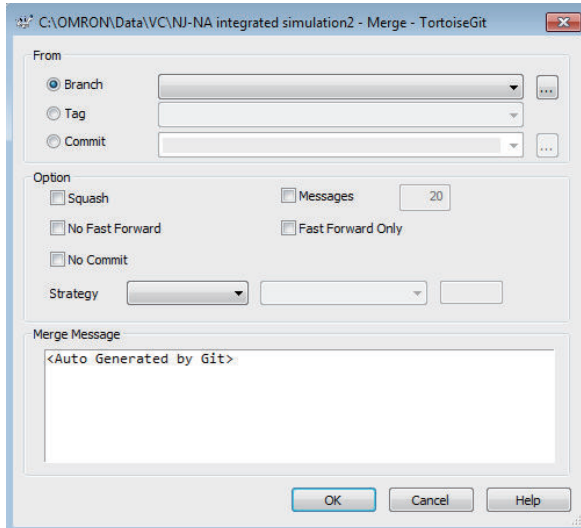 C:\OMRON\Data\VC\NJ-NA integrated simulation2 - Merge - TortoiseGit
From
Branch
...
Tag
Commit
...
Option
Squash
Messages
20
No Fast Forward
Fast Forward Only
No Commit
Strategy
Merge Message
<Auto Generated by Git>
OK
Cancel
Help